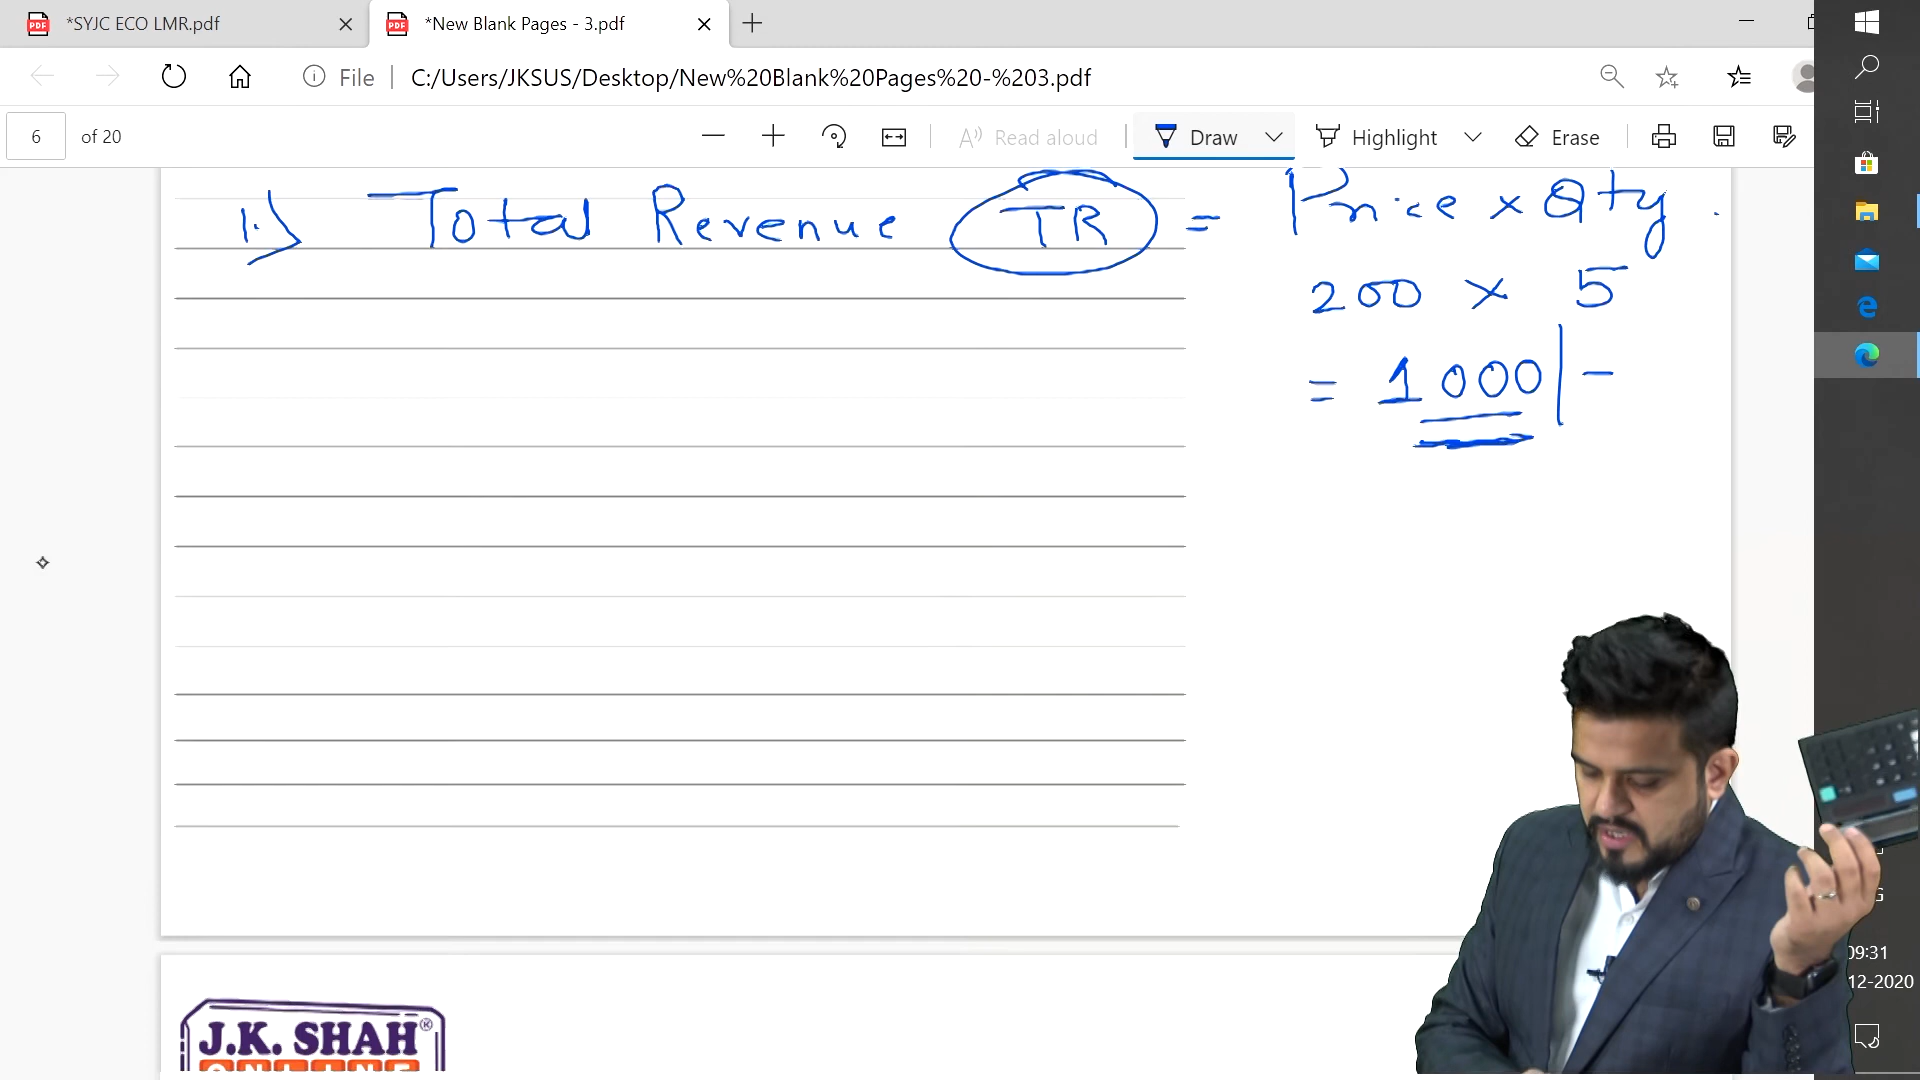 *SYJC ECO LMR.pdf
*New Blank Pages - 3.pdf
File
C:/Users/JKSUS/Desktop/New%20Blank%20Pages%20-%203.pdf
6 of 20
Read aloud
Draw
Highlight
Erase
1.) Total Revenue (TR) = Price x Qty.
200 x 5
= 1000/-
09:31
12-2020
J.K. SHAH®
ONLINE